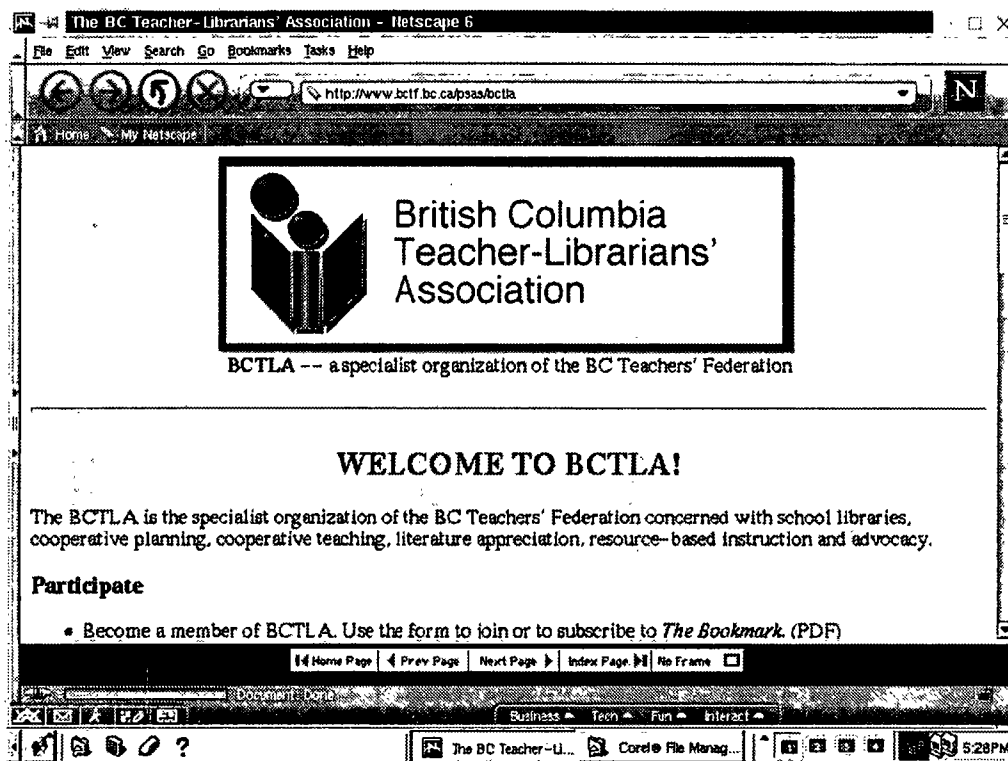 The BC Teacher-Librarians' Association - Netscape 6
File Edit View Search Go Bookmarks Tasks Help
http://www.bctf.bc.ca/psas/bctla
N
Home My Netscape
British Columbia
Teacher-Librarians'
Association
BCTLA -- a specialist organization of the BC Teachers' Federation
WELCOME TO BCTLA!
The BCTLA is the specialist organization of the BC Teachers' Federation concerned with school libraries,
cooperative planning, cooperative teaching, literature appreciation, resource-based instruction and advocacy.
Participate
• Become a member of BCTLA. Use the form to join or to subscribe to The Bookmark. (PDF)
Home Page Prev Page Next Page Index Page No Frame
Document: Done
Business Tech Fun Interact
? The BC Teacher-Li... Corel® File Manag... 5:28PM